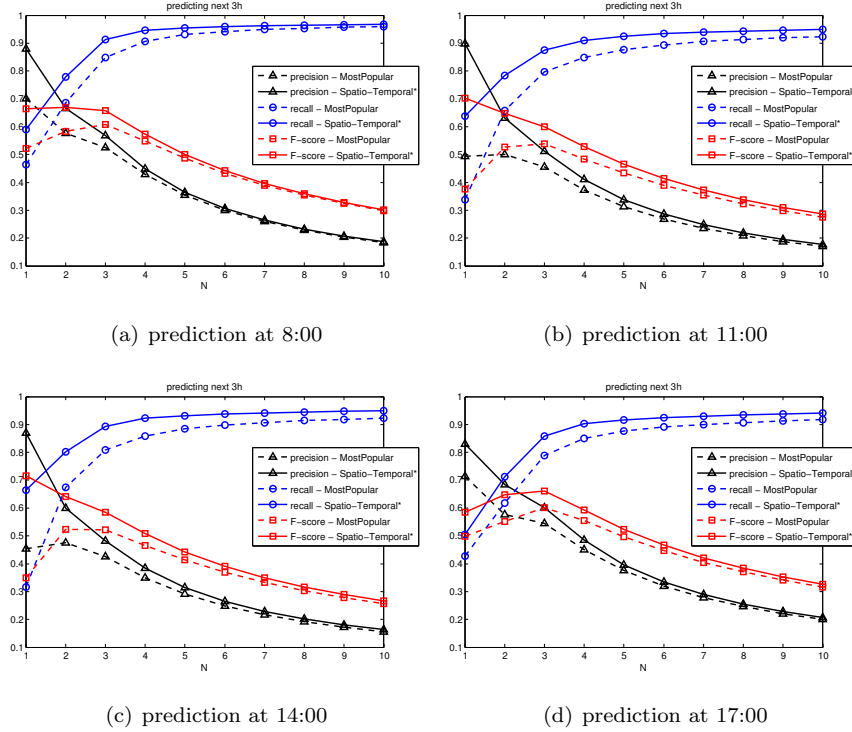 predicting next 3h
1
0.9
0.8
0.7
0.6
0.5
0.4
0.3
0.2
0.1
1 2 3 4 5 6 7 8 9 10
N
precision – MostPopular
precision – Spatio–Temporal*
recall – MostPopular
recall – Spatio–Temporal*
F–score – MostPopular
F–score – Spatio–Temporal*
(a) prediction at 8:00
predicting next 3h
1
0.9
0.8
0.7
0.6
0.5
0.4
0.3
0.2
0.1
1 2 3 4 5 6 7 8 9 10
N
precision – MostPopular
precision – Spatio–Temporal
recall – MostPopular
recall – Spatio–Temporal*
F–score – MostPopular
F–score – Spatio–Temporal*
(b) prediction at 11:00
predicting next 3h
1
0.9
0.8
0.7
0.6
0.5
0.4
0.3
0.2
0.1
1 2 3 4 5 6 7 8 9 10
N
precision – MostPopular
precision – Spatio–Temporal*
recall – MostPopular
recall – Spatio–Temporal*
F–score – MostPopular
F–score – Spatio–Temporal*
(c) prediction at 14:00
predicting next 3h
1
0.9
0.8
0.7
0.6
0.5
0.4
0.3
0.2
0.1
1 2 3 4 5 6 7 8 9 10
N
precision – MostPopular
precision – Spatio–Temporal
recall – MostPopular
recall – Spatio–Temporal*
F–score – MostPopular
F–score – Spatio–Temporal*
(d) prediction at 17:00